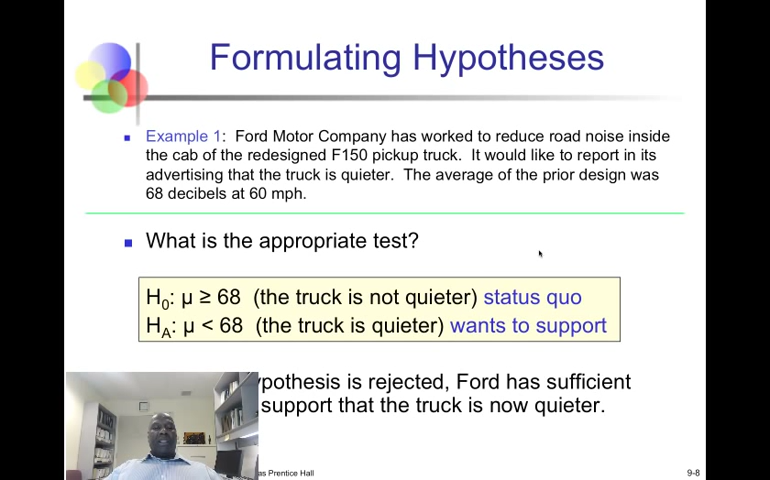 Formulating Hypotheses
Example 1: Ford Motor Company has worked to reduce road noise inside
the cab of the redesigned F150 pickup truck. It would like to report in its
advertising that the truck is quieter. The average of the prior design was
68 decibels at 60 mph.
What is the appropriate test?
H0: µ ≥ 68 (the truck is not quieter) status quo
HA: µ < 68 (the truck is quieter) wants to support
pothesis is rejected, Ford has sufficient
support that the truck is now quieter.
as Prentice Hall
9-8